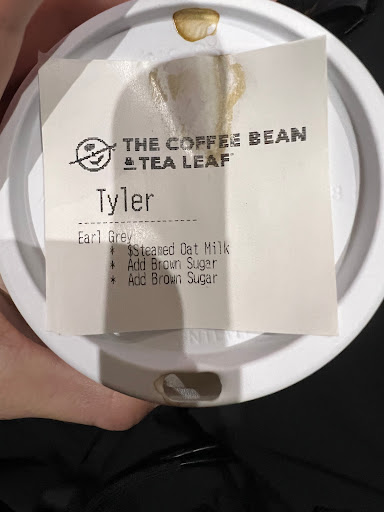 THE COFFEE BEAN
& TEA LEAF
Tyler
Earl Grey
* $Steamed Oat Milk
* Add Brown Sugar
* Add Brown Sugar